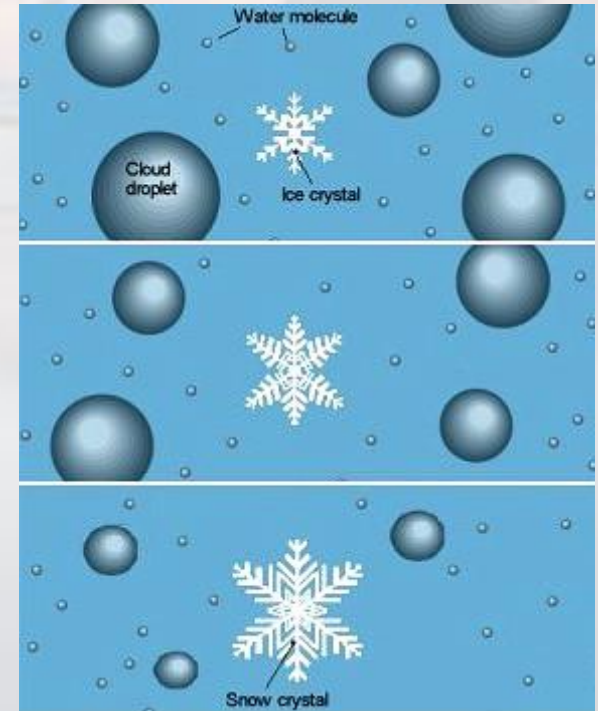 Water molecule
Cloud
droplet
Ice crystal
Snow crystal